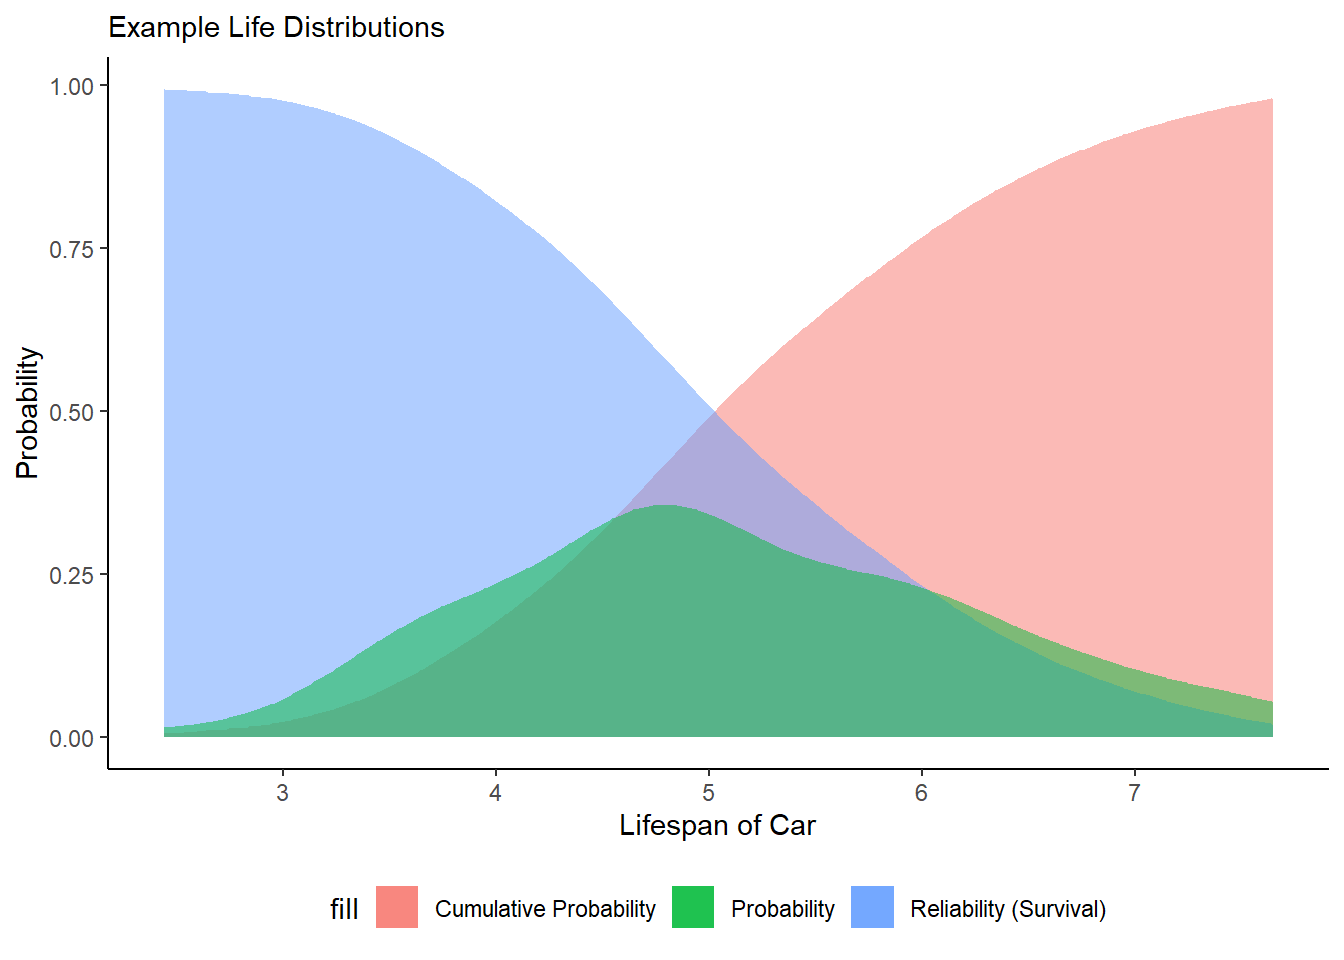 Example Life Distributions
1.00
0.75
0.50
0.25
0.00
Probability
3 4 5 6 7
Lifespan of Car
fill Cumulative Probability Probability Reliability (Survival)